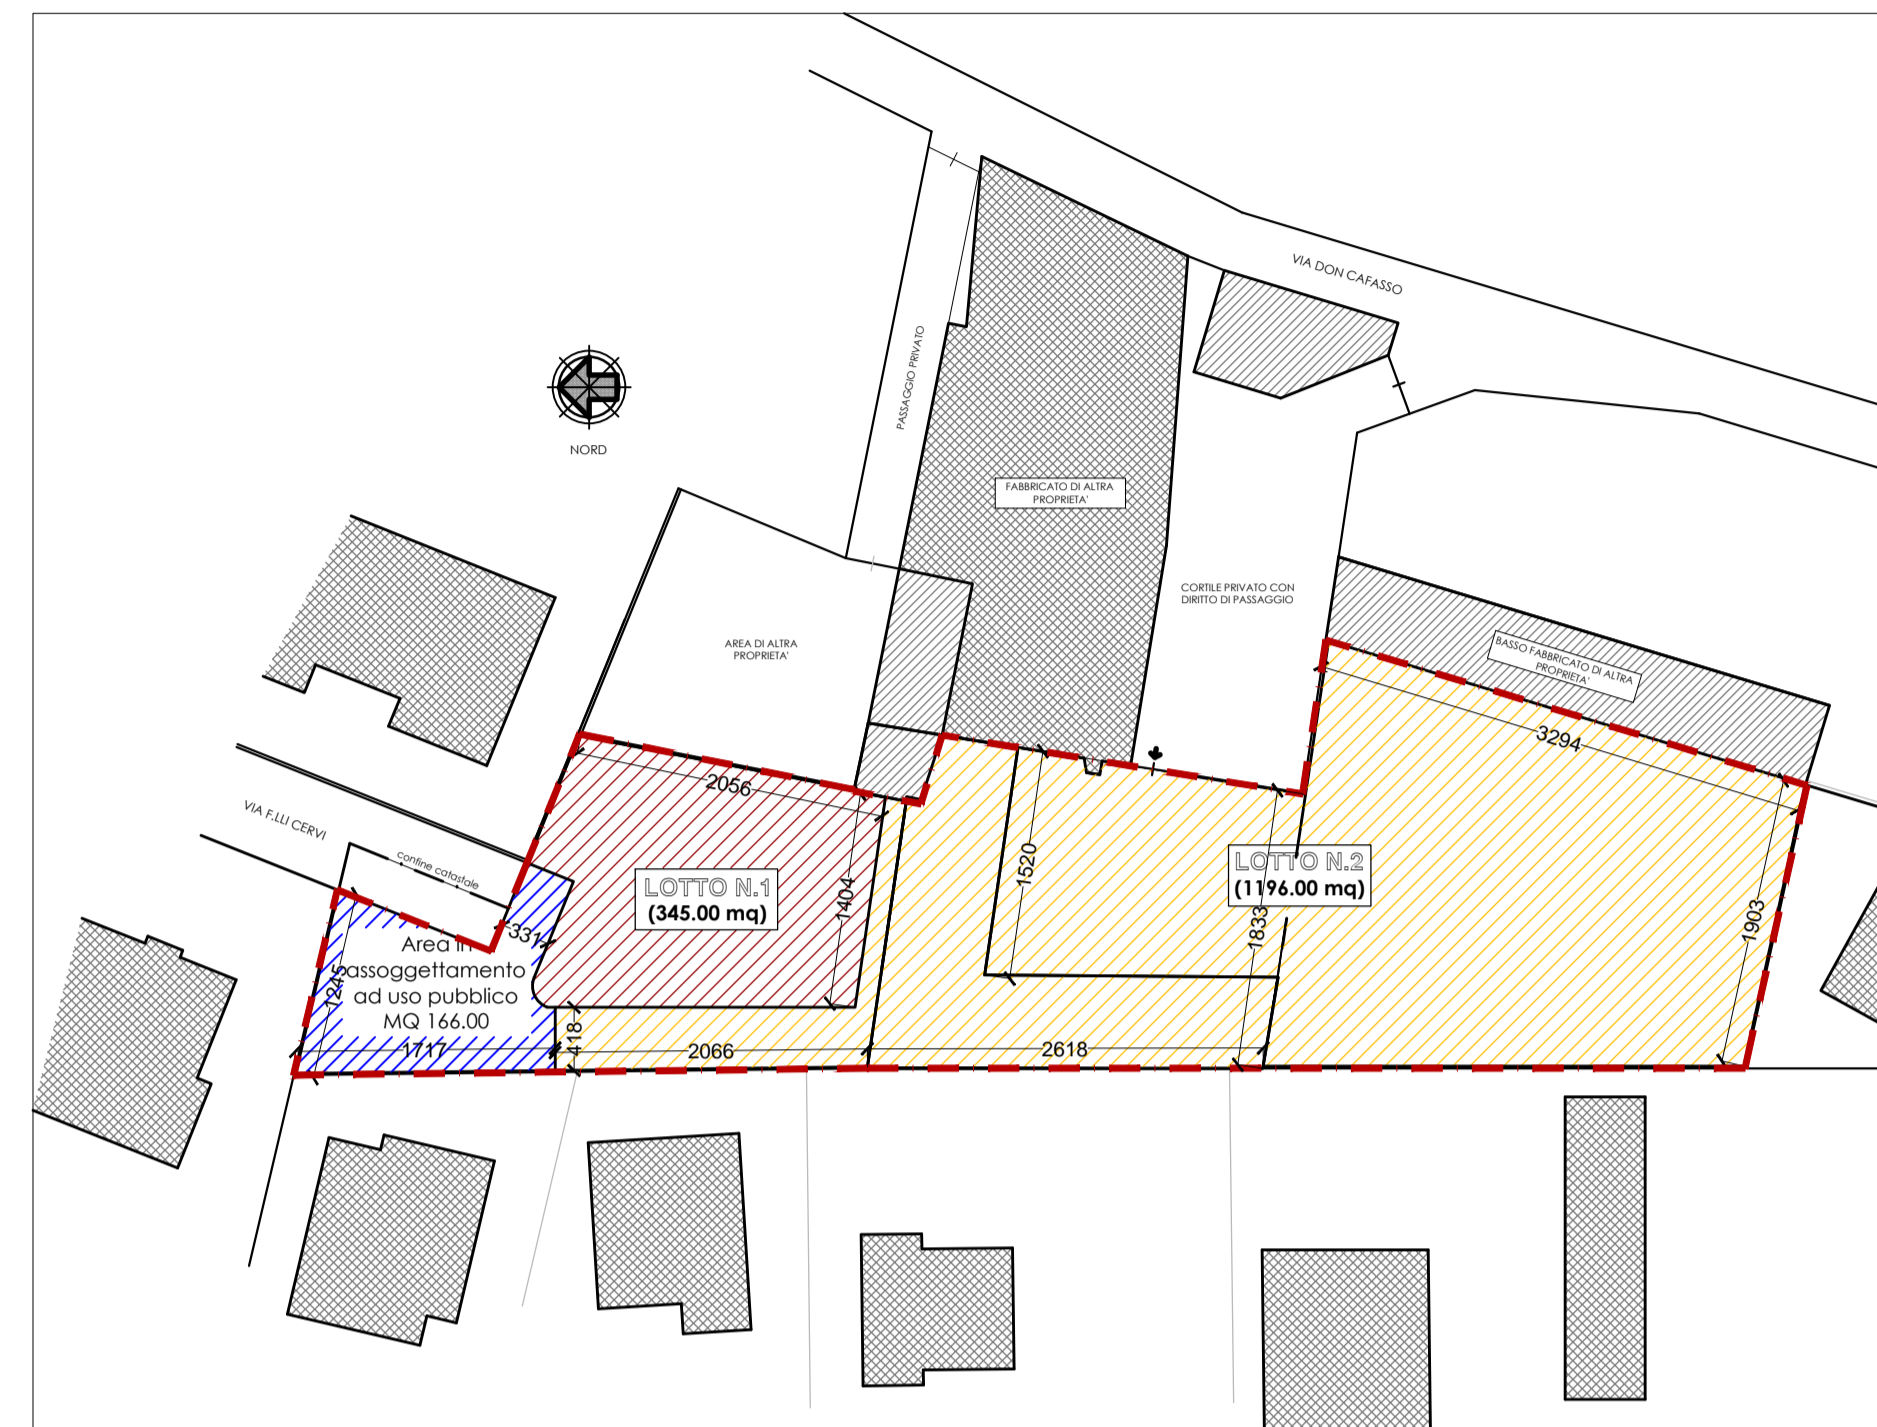 VIA DON CAFASSO
PASSAGGIO PRIVATO
NORD
FABBRICATO DI ALTRA
PROPRIETA'
CORTILE PRIVATO CON
DIRITTO DI PASSAGGIO
AREA DI ALTRA
PROPRIETA'
BASSO FABBRICATO DI ALTRA
PROPRIETA'
3294
2056
VIA F.LLI CERVI
confine catastale
1520
LOTTO N.2
(1196.00 mq)
LOTTO N.1
(345.00 mq)
1404
1833
1903
331
Area in
assoggettamento
ad uso pubblico
MQ 166.00
1245
1717
418
2066
2618